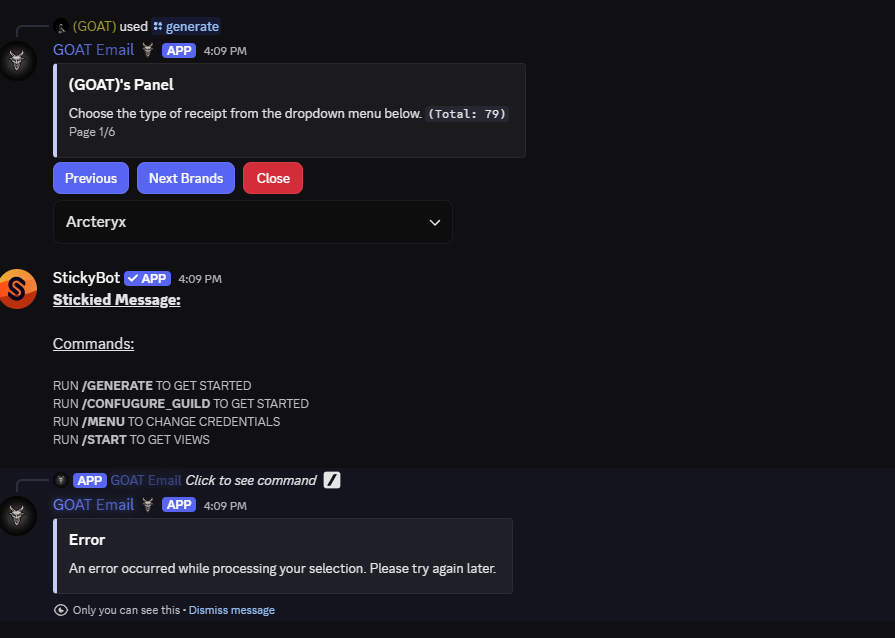 (GOAT) used generate
GOAT Email APP 4:09 PM
(GOAT)'s Panel
Choose the type of receipt from the dropdown menu below. (Total: 79)
Page 1/6
Previous Next Brands Close
Arcteryx
StickyBot APP 4:09 PM
Stickied Message:
Commands:
RUN /GENERATE TO GET STARTED
RUN /CONFUGURE_GUILD TO GET STARTED
RUN /MENU TO CHANGE CREDENTIALS
RUN /START TO GET VIEWS
APP GOAT Email Click to see command
GOAT Email APP 4:09 PM
Error
An error occurred while processing your selection. Please try again later.
Only you can see this • Dismiss message